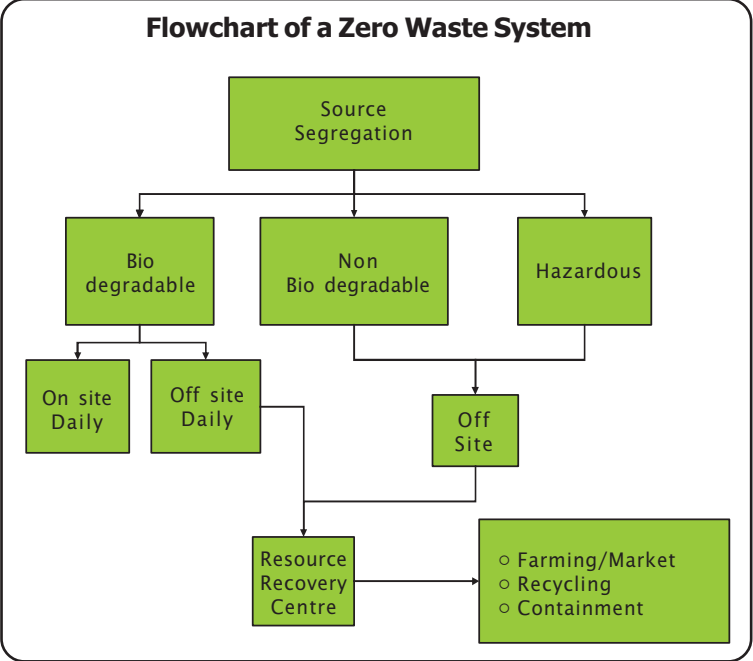 Flowchart of a Zero Waste System
Source
Segregation
Bio
degradable
Non
Bio degradable
Hazardous
On site
Daily
Off site
Daily
Off
Site
Resource
Recovery
Centre
○ Farming/Market
○ Recycling
○ Containment